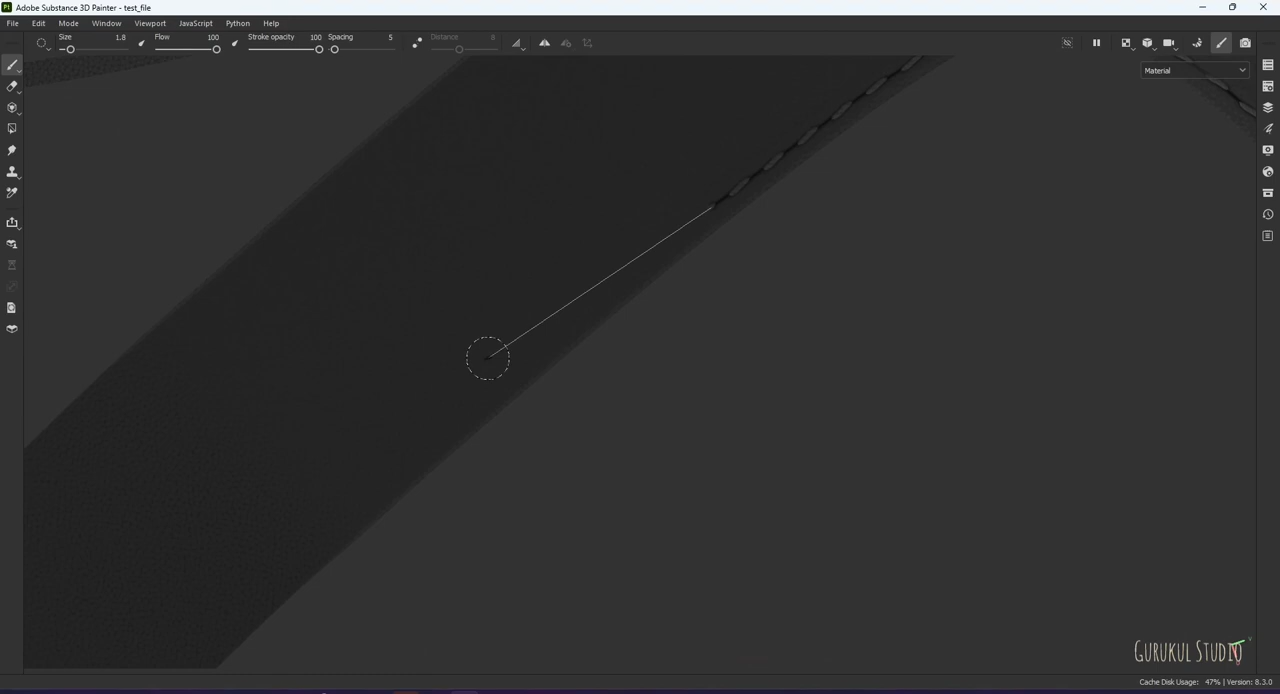 Adobe Substance 3D Painter - test_file
File Edit Mode Window Viewport JavaScript Python Help
Size 1.8 Flow 100 Stroke opacity 100 Spacing 5 Distance 8
Material
GURUKUL STUDIO
Y
Cache Disk Usage: 47% | Version: 8.3.0